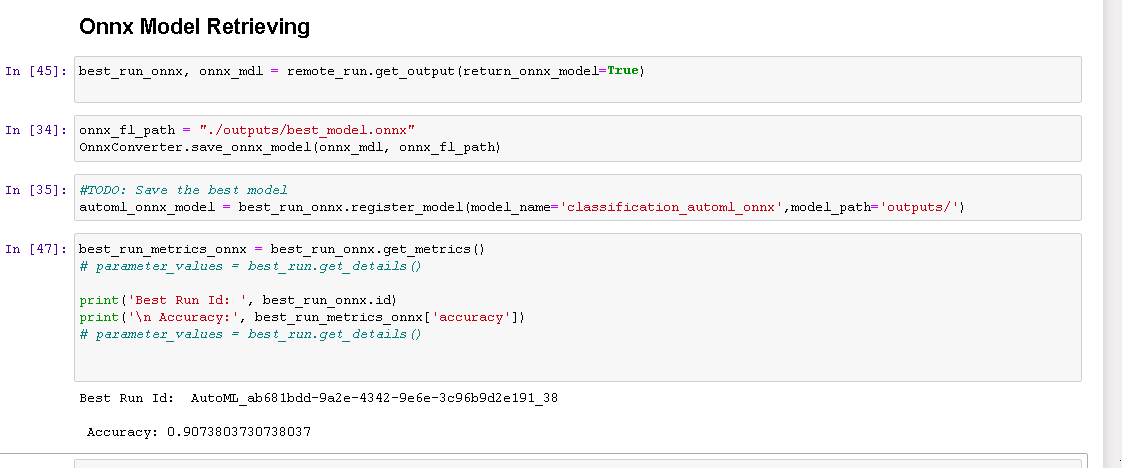 Onnx Model Retrieving
In [45]: best_run_onnx, onnx_mdl = remote_run.get_output(return_onnx_model=True)
In [34]: onnx_fl_path = "./outputs/best_model.onnx"
OnnxConverter.save_onnx_model(onnx_mdl, onnx_fl_path)
In [35]: #TODO: Save the best model
automl_onnx_model = best_run_onnx.register_model(model_name='classification_automl_onnx',model_path='outputs/')
In [47]: best_run_metrics_onnx = best_run_onnx.get_metrics()
# parameter_values = best_run.get_details()
print('Best Run Id: ', best_run_onnx.id)
print('\n Accuracy:', best_run_metrics_onnx['accuracy'])
# parameter_values = best_run.get_details()
Best Run Id:  AutoML_ab681bdd-9a2e-4342-9e6e-3c96b9d2e191_38
Accuracy: 0.9073803730738037